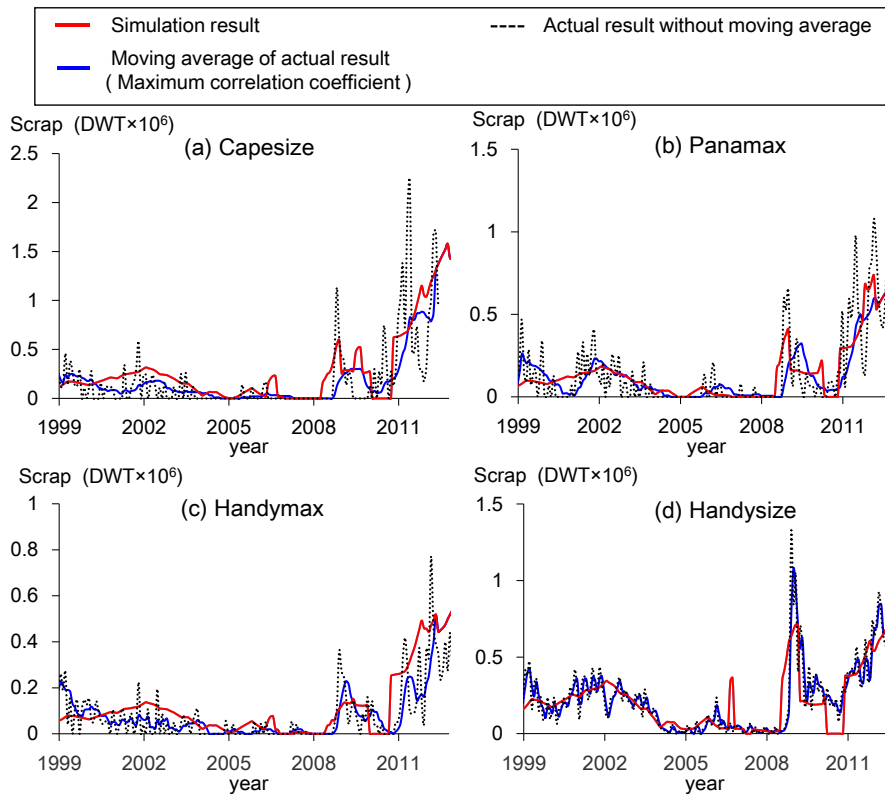 Simulation result
Actual result without moving average
Moving average of actual result
( Maximum correlation coefficient )
Scrap (DWT×10⁶)
(a) Capesize
2.5
2
1.5
1
0.5
0
1999 2002 2005 2008 2011
year
Scrap (DWT×10⁶)
(b) Panamax
1.5
1
0.5
0
1999 2002 2005 2008 2011
year
Scrap (DWT×10⁶)
(c) Handymax
1
0.8
0.6
0.4
0.2
0
1999 2002 2005 2008 2011
year
Scrap (DWT×10⁶)
(d) Handysize
1.5
1
0.5
0
1999 2002 2005 2008 2011
year